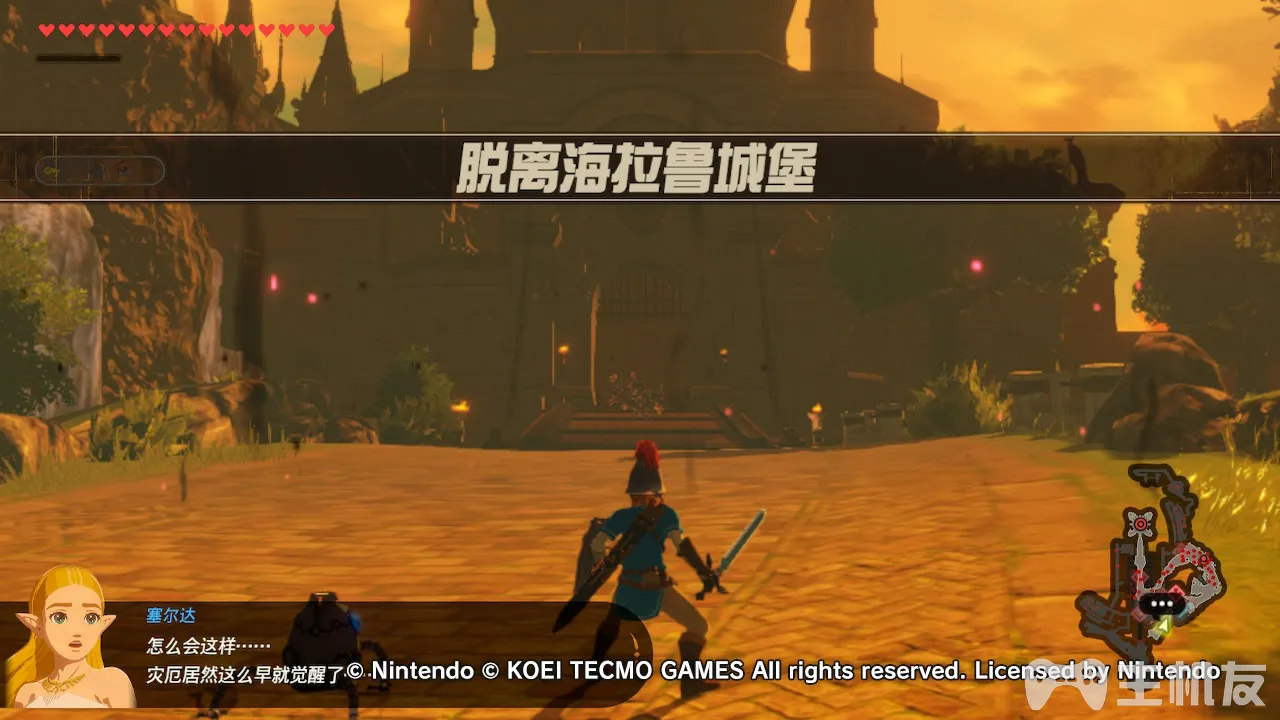 脱离海拉鲁城堡
塞尔达
怎么会这样……
灾厄居然这么早就觉醒了……
© Nintendo © KOEI TECMO GAMES All rights reserved. Licensed by Nintendo
主机友